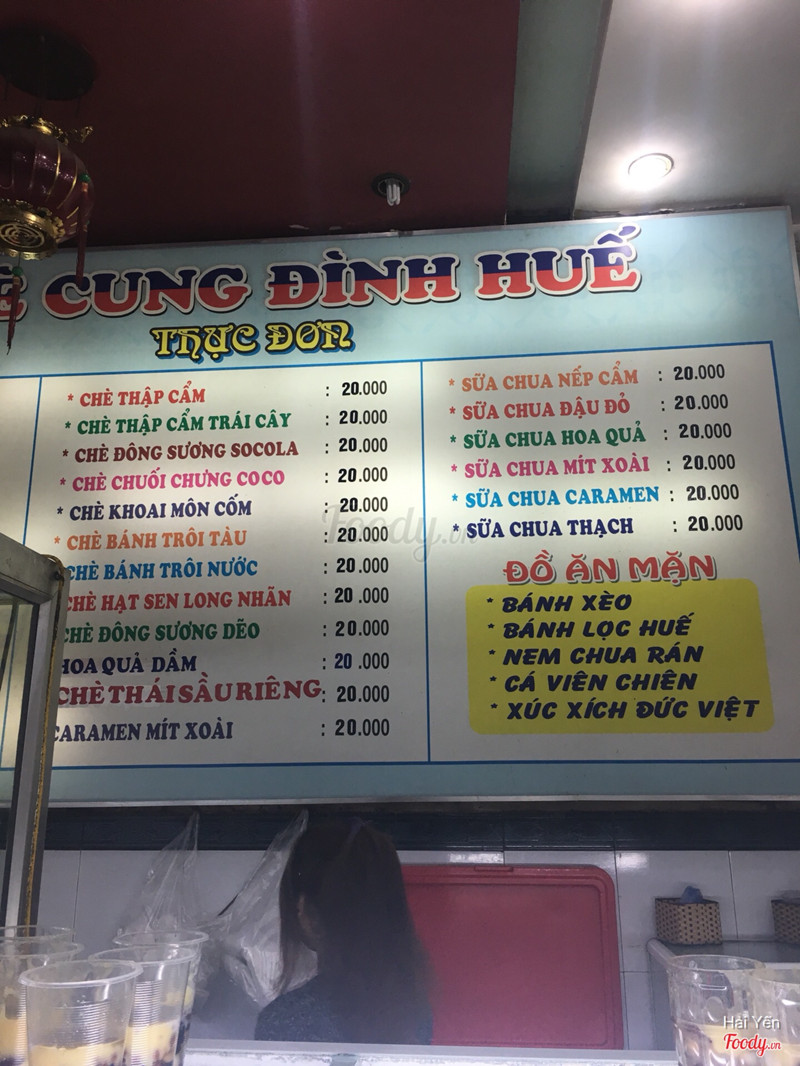 CUNG ĐÌNH HUẾ
THỰC ĐƠN
* CHÈ THẬP CẨM : 20.000
* CHÈ THẬP CẨM TRÁI CÂY : 20.000
* CHÈ ĐÔNG SƯƠNG SOCOLA : 20.000
* CHÈ CHUỐI CHƯNG COCO : 20.000
* CHÈ KHOAI MÔN CỐM : 20.000
* CHÈ BÁNH TRÔI TÀU : 20.000
CHÈ BÁNH TRÔI NƯỚC : 20.000
CHÈ HẠT SEN LONG NHÃN : 20.000
CHÈ ĐÔNG SƯƠNG DẼO : 20.000
HOA QUẢ DẦM : 20.000
CHÈ THÁI SẦU RIÊNG : 20.000
CARAMEN MÍT XOÀI : 20.000
* SỮA CHUA NẾP CẨM : 20.000
* SỮA CHUA ĐẬU ĐỎ : 20.000
* SỮA CHUA HOA QUẢ : 20.000
* SỮA CHUA MÍT XOÀI : 20.000
* SỮA CHUA CARAMEN : 20.000
* SỮA CHUA THẠCH : 20.000
ĐỒ ĂN MẶN
* BÁNH XÈO
* BÁNH LỌC HUẾ
* NEM CHUA RÁN
* CÁ VIÊN CHIÊN
* XÚC XÍCH ĐỨC VIỆT
Foody.vn
Hai Yến
Foody.vn